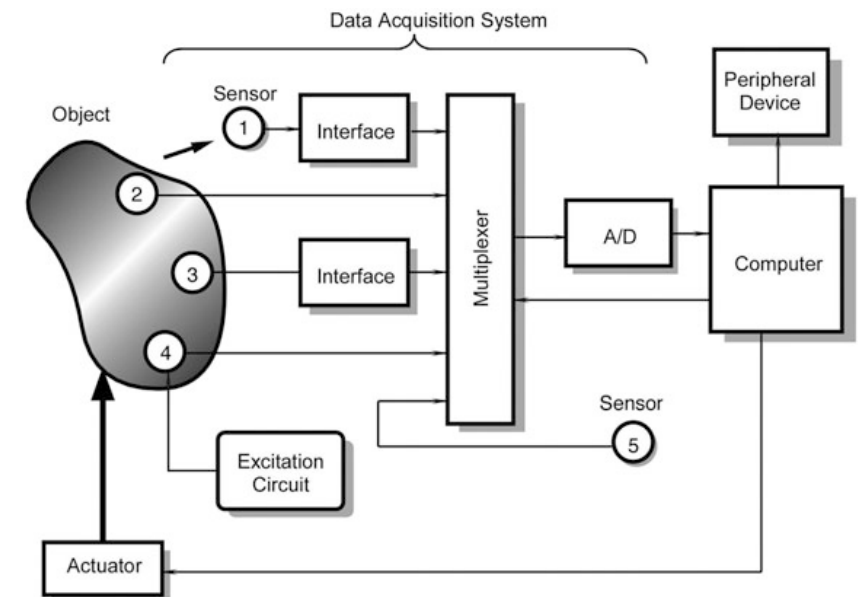 Data Acquisition System
Peripheral
Device
Object
Sensor
1
Interface
2
Multiplexer
A/D
Computer
3
Interface
4
Sensor
5
Excitation
Circuit
Actuator